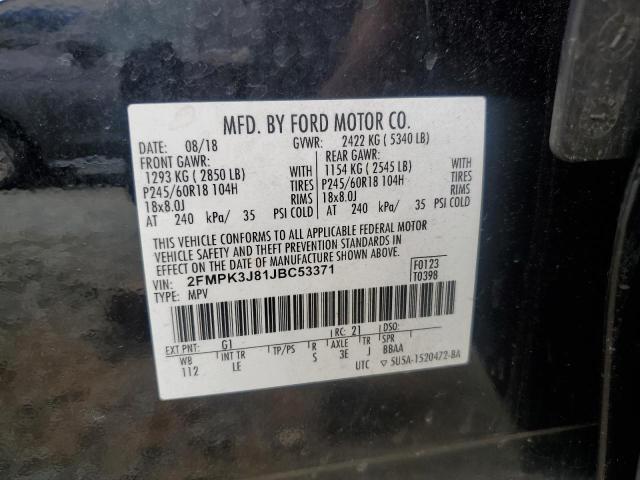 MFD. BY FORD MOTOR CO.
DATE: 08/18 GVWR: 2422 KG ( 5340 LB)
FRONT GAWR: REAR GAWR:
1293 KG ( 2850 LB) WITH 1154 KG ( 2545 LB) WITH
P245/60R18 104H TIRES P245/60R18 104H TIRES
18x8.0J RIMS 18x8.0J RIMS
AT 240 kPa/ 35 PSI COLD AT 240 kPa/ 35 PSI COLD
THIS VEHICLE CONFORMS TO ALL APPLICABLE FEDERAL MOTOR
VEHICLE SAFETY AND THEFT PREVENTION STANDARDS IN
EFFECT ON THE DATE OF MANUFACTURE SHOWN ABOVE.
VIN: 2FMPK3J81JBC53371 F0123
TYPE: MPV T0398
EXT PNT: G1 RC: 21 DSO:
WB INT TR TP/PS R AXLE TR SPR
112 LE S 3E J BBAA
UTC ▽ SU5A-1520472-BA